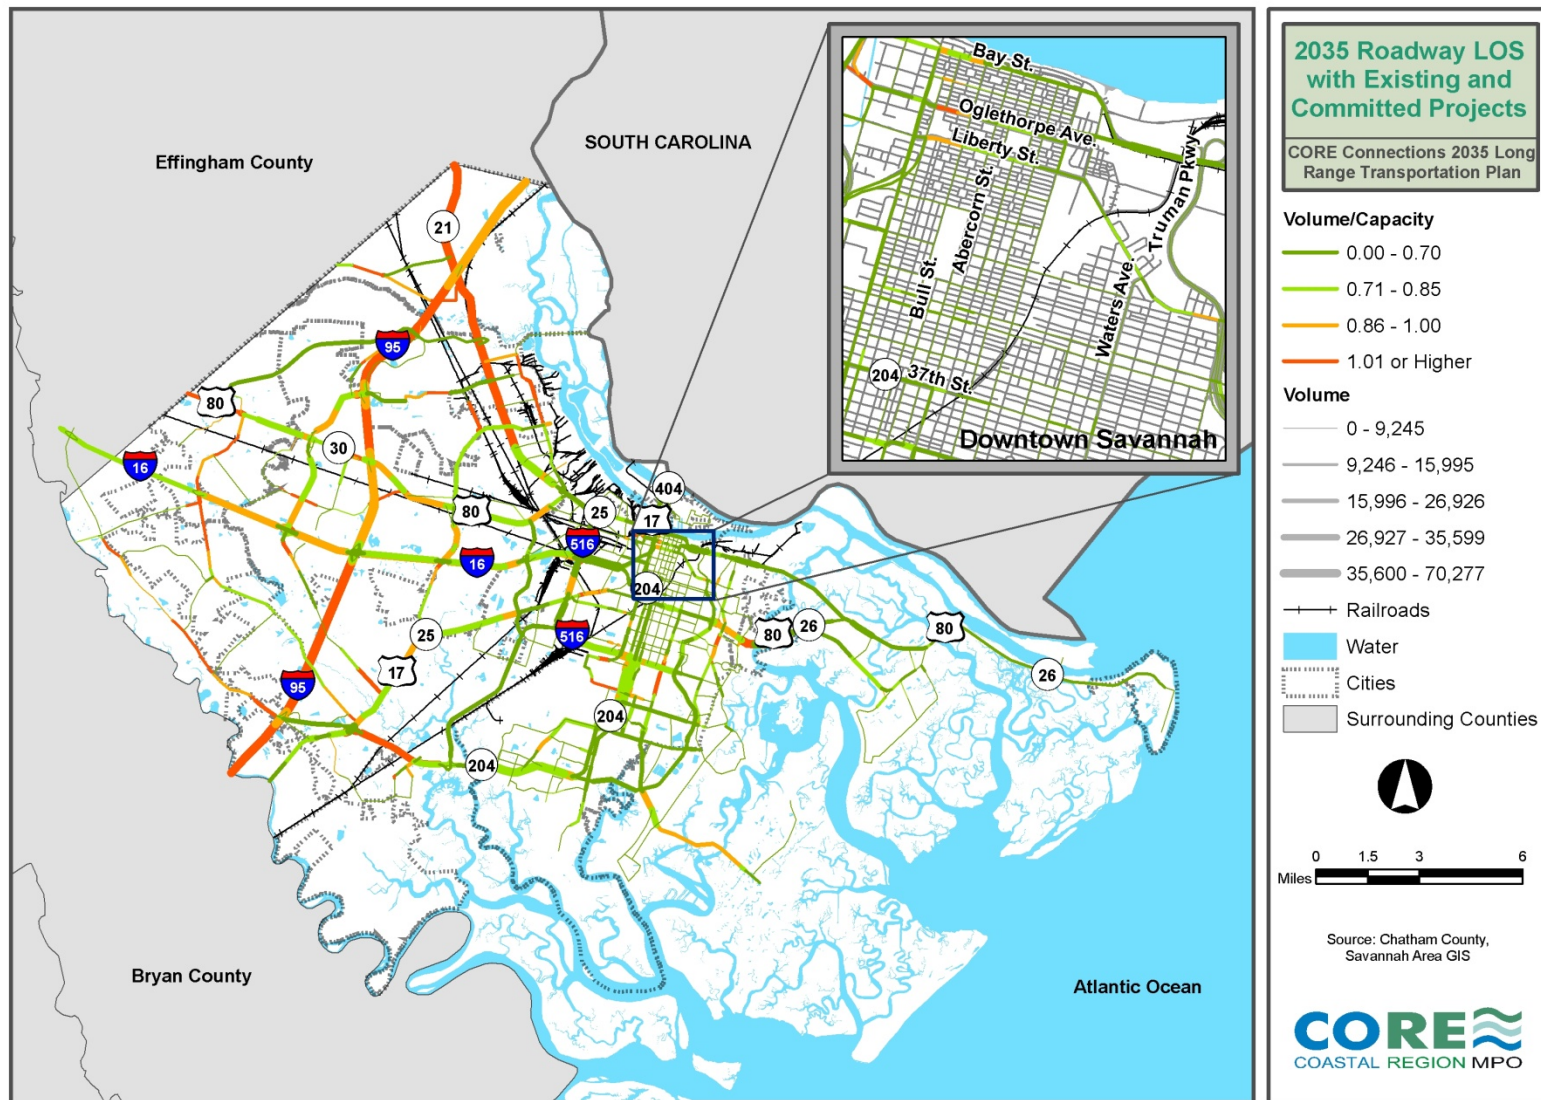 Effingham County
SOUTH CAROLINA
21
95
80
30
16
80
25
404
17
516
16
204
25
516
17
95
204
204
80
26
80
26
Bryan County
Atlantic Ocean
Bay St.
Oglethorpe Ave.
Liberty St.
Abercorn St.
Bull St.
Truman Pkwy
Waters Ave.
204
37th St.
Downtown Savannah
2035 Roadway LOS
with Existing and
Committed Projects
CORE Connections 2035 Long
Range Transportation Plan
Volume/Capacity
0.00 - 0.70
0.71 - 0.85
0.86 - 1.00
1.01 or Higher
Volume
0 - 9,245
9,246 - 15,995
15,996 - 26,926
26,927 - 35,599
35,600 - 70,277
Railroads
Water
Cities
Surrounding Counties
0 1.5 3 6
Miles
Source: Chatham County,
Savannah Area GIS
CORE
COASTAL REGION MPO